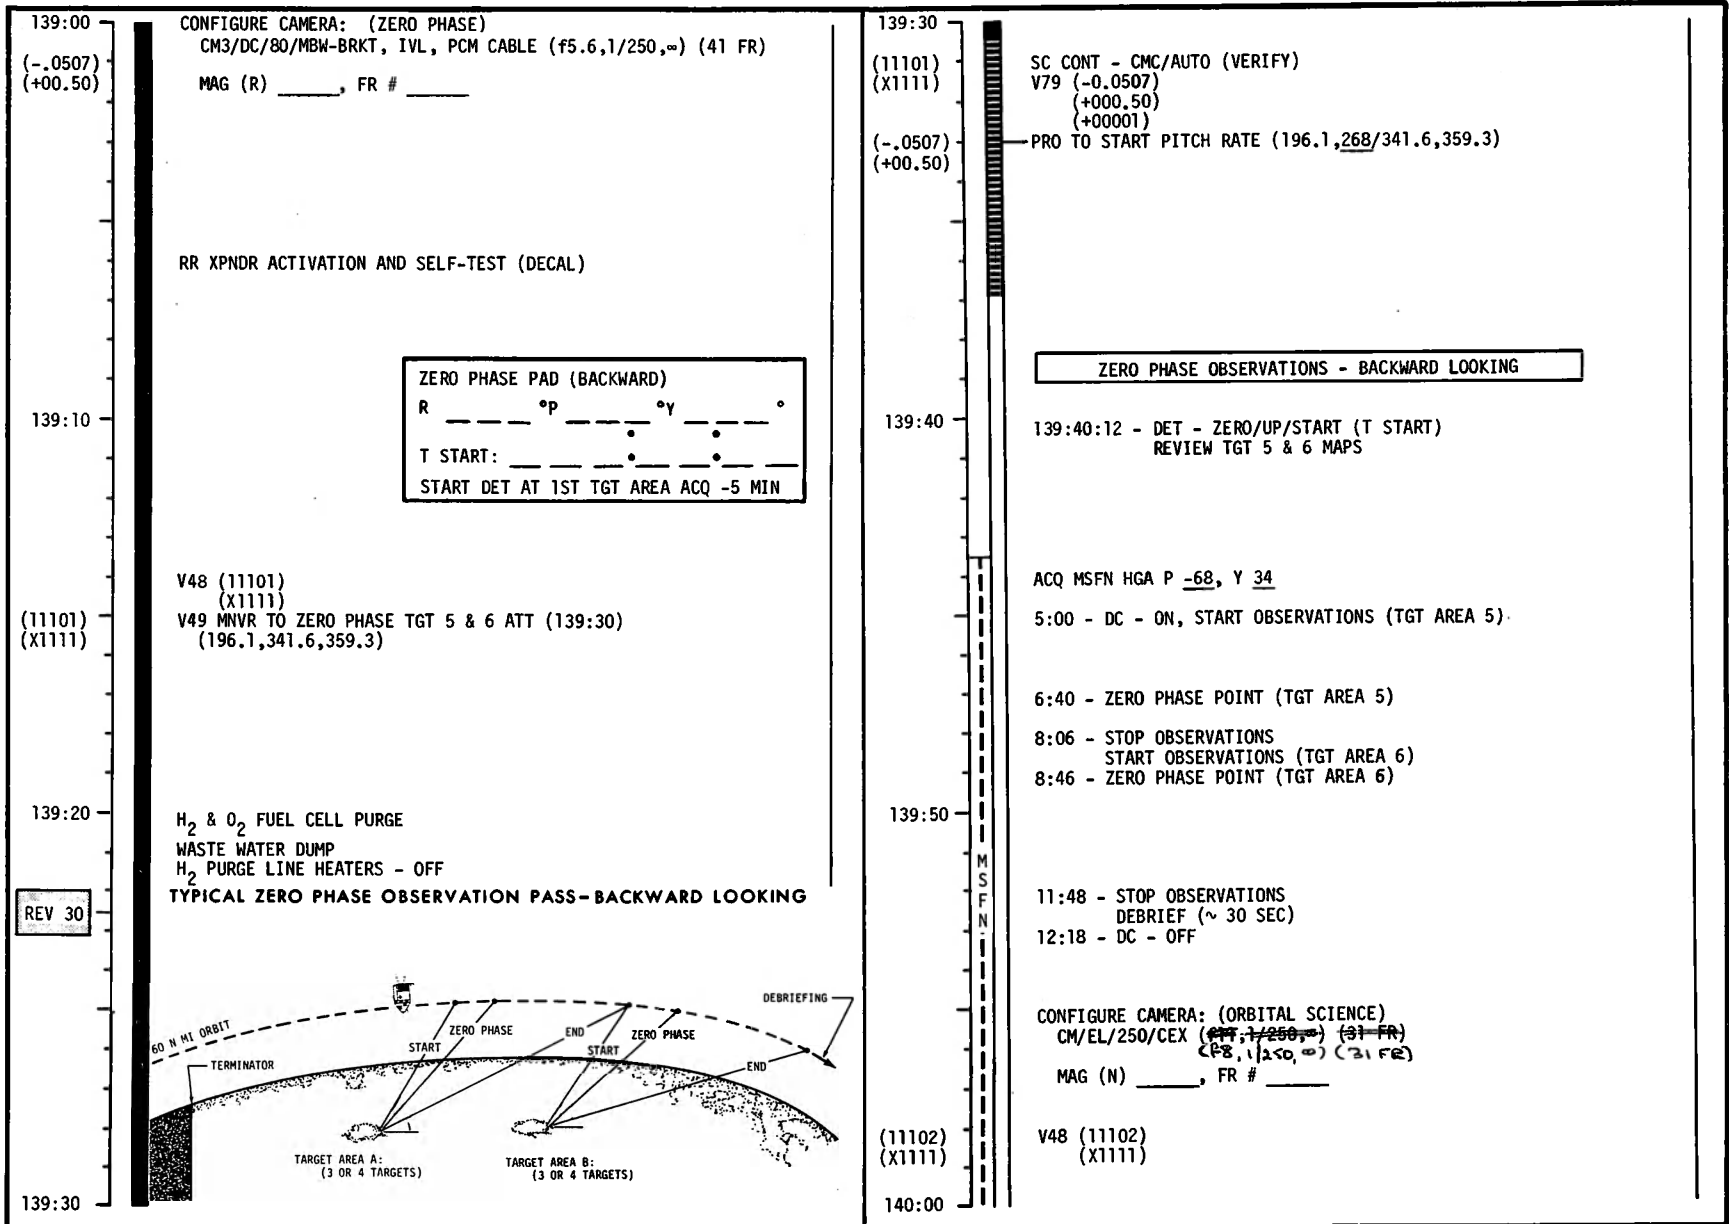 139:00
CONFIGURE CAMERA: (ZERO PHASE)
CM3/DC/80/MBW-BRKT, IVL, PCM CABLE (f5.6,1/250,∞) (41 FR)
(-.0507)
(+00.50)
MAG (R) ______, FR # ______
RR XPNDR ACTIVATION AND SELF-TEST (DECAL)
ZERO PHASE PAD (BACKWARD)
R _ _ _ _ °P _ _ _ _ °Y _ _ _ _ °
T START: _ _ _ : _ _ : _ _
START DET AT 1ST TGT AREA ACQ -5 MIN
139:10
V48 (11101)
(X1111)
(11101)
(X1111)
V49 MNVR TO ZERO PHASE TGT 5 & 6 ATT (139:30)
(196.1,341.6,359.3)
139:20
H2 & O2 FUEL CELL PURGE
WASTE WATER DUMP
H2 PURGE LINE HEATERS - OFF
REV 30
TYPICAL ZERO PHASE OBSERVATION PASS-BACKWARD LOOKING
60 N MI ORBIT
TERMINATOR
START
ZERO PHASE
END
START
ZERO PHASE
END
DEBRIEFING
TARGET AREA A:
(3 OR 4 TARGETS)
TARGET AREA B:
(3 OR 4 TARGETS)
139:30
139:30
(11101)
(X1111)
SC CONT - CMC/AUTO (VERIFY)
V79 (-0.0507)
(+000.50)
(+00001)
(-.0507)
(+00.50)
PRO TO START PITCH RATE (196.1,268/341.6,359.3)
ZERO PHASE OBSERVATIONS - BACKWARD LOOKING
139:40
139:40:12 - DET - ZERO/UP/START (T START)
REVIEW TGT 5 & 6 MAPS
ACQ MSFN HGA P -68, Y 34
5:00 - DC - ON, START OBSERVATIONS (TGT AREA 5)
6:40 - ZERO PHASE POINT (TGT AREA 5)
8:06 - STOP OBSERVATIONS
START OBSERVATIONS (TGT AREA 6)
8:46 - ZERO PHASE POINT (TGT AREA 6)
139:50
MSFN
11:48 - STOP OBSERVATIONS
DEBRIEF (~ 30 SEC)
12:18 - DC - OFF
CONFIGURE CAMERA: (ORBITAL SCIENCE)
CM/EL/250/CEX (1/250,∞) (31 FR)
(f8, 1/250, ∞) (31 FR)
MAG (N) ______, FR # ______
(11102)
(X1111)
V48 (11102)
(X1111)
140:00